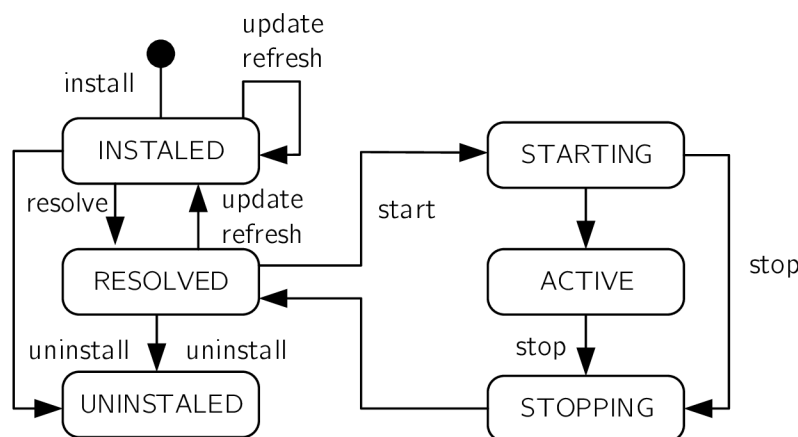 update
refresh
install
INSTALED
STARTING
resolve
update
refresh
start
stop
RESOLVED
ACTIVE
uninstall
uninstall
stop
UNINSTALED
STOPPING